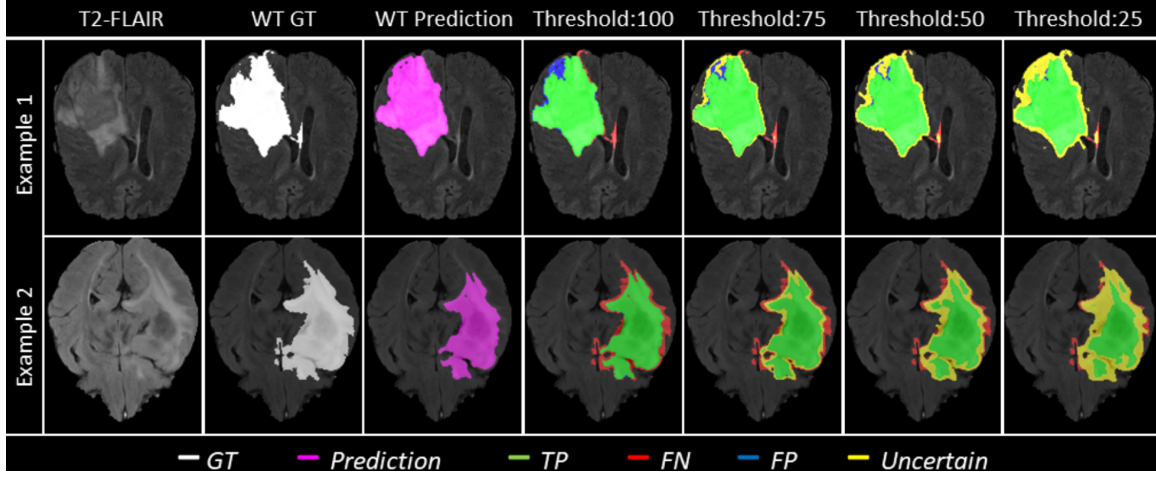 T2-FLAIR WT GT WT Prediction Threshold:100 Threshold:75 Threshold:50 Threshold:25
Example 1
Example 2
GT Prediction TP FN FP Uncertain